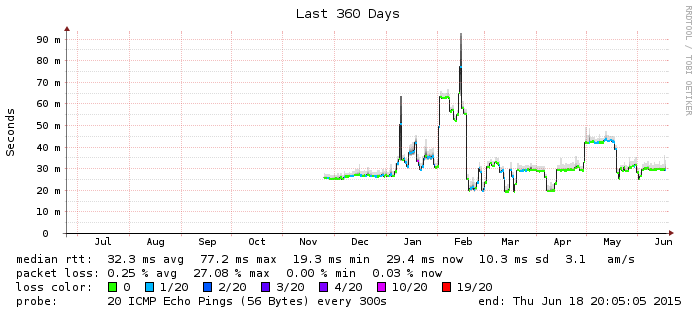 Last 360 Days
RRDTOOL / TOBI OETIKER
Seconds
90 m
80 m
70 m
60 m
50 m
40 m
30 m
20 m
10 m
0
Jul Aug Sep Oct Nov Dec Jan Feb Mar Apr May Jun
median rtt: 32.3 ms avg 77.2 ms max 19.3 ms min 29.4 ms now 10.3 ms sd 3.1 am/s
packet loss: 0.25 % avg 27.08 % max 0.00 % min 0.03 % now
loss color: 0 1/20 2/20 3/20 4/20 10/20 19/20
probe: 20 ICMP Echo Pings (56 Bytes) every 300s end: Thu Jun 18 20:05:05 2015